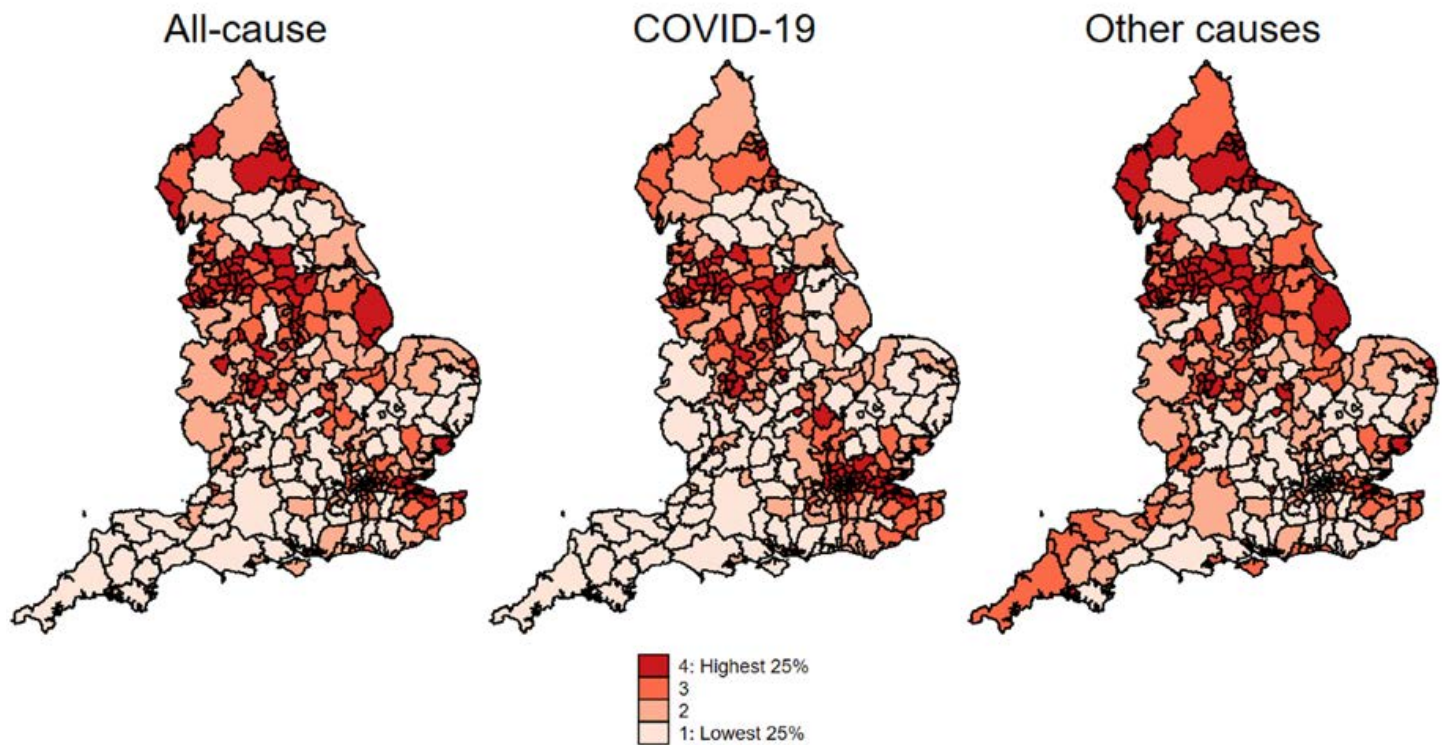 All-cause
COVID-19
Other causes
4: Highest 25%
3
2
1: Lowest 25%